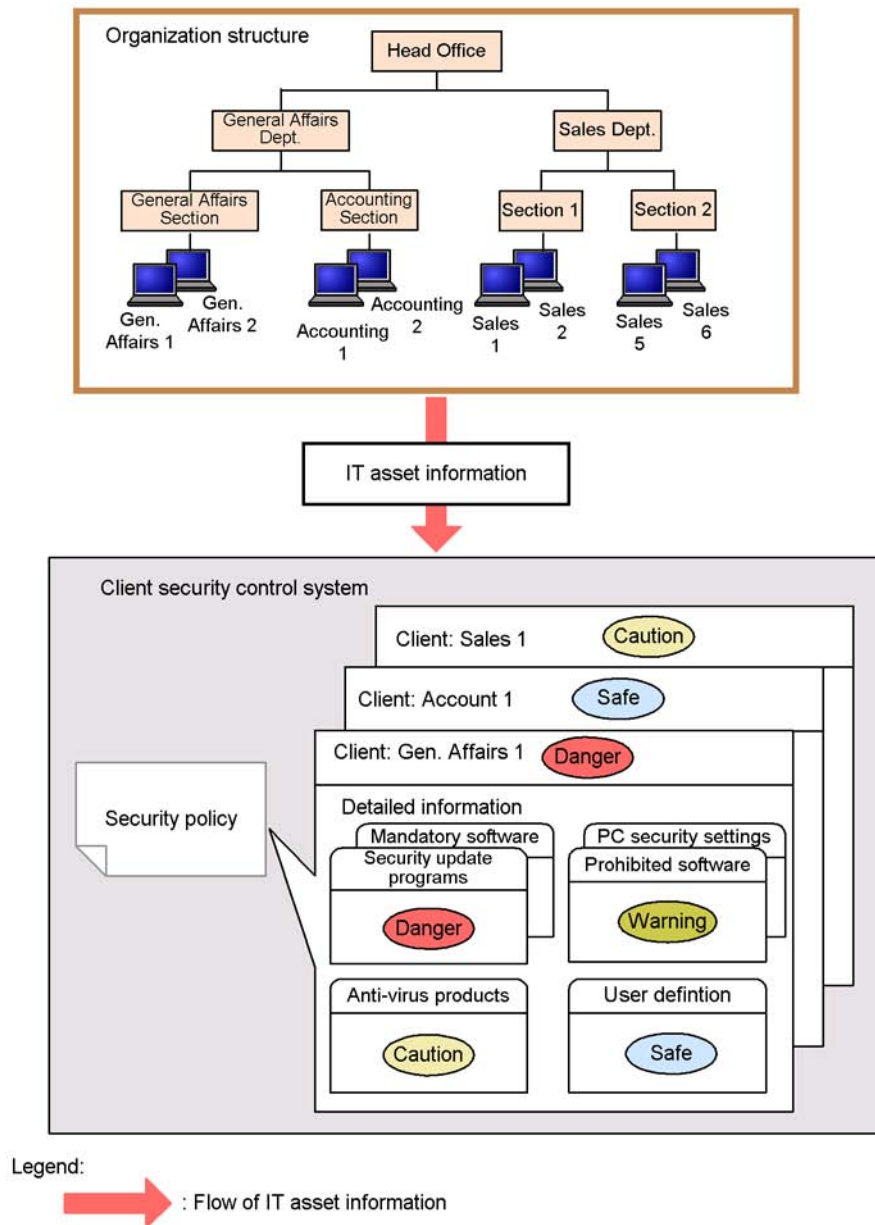 Organization structure
Head Office
General Affairs
Dept.
Sales Dept.
General Affairs
Section
Accounting
Section
Section 1
Section 2
Gen.
Affairs 1
Gen.
Affairs 2
Accounting
1
Accounting
2
Sales
1
Sales
2
Sales
5
Sales
6
IT asset information
Client security control system
Client: Sales 1
Caution
Client: Account 1
Safe
Client: Gen. Affairs 1
Danger
Security policy
Detailed information
Mandatory software
Security update
programs
Danger
PC security settings
Prohibited software
Warning
Anti-virus products
Caution
User defintion
Safe
Legend:
: Flow of IT asset information